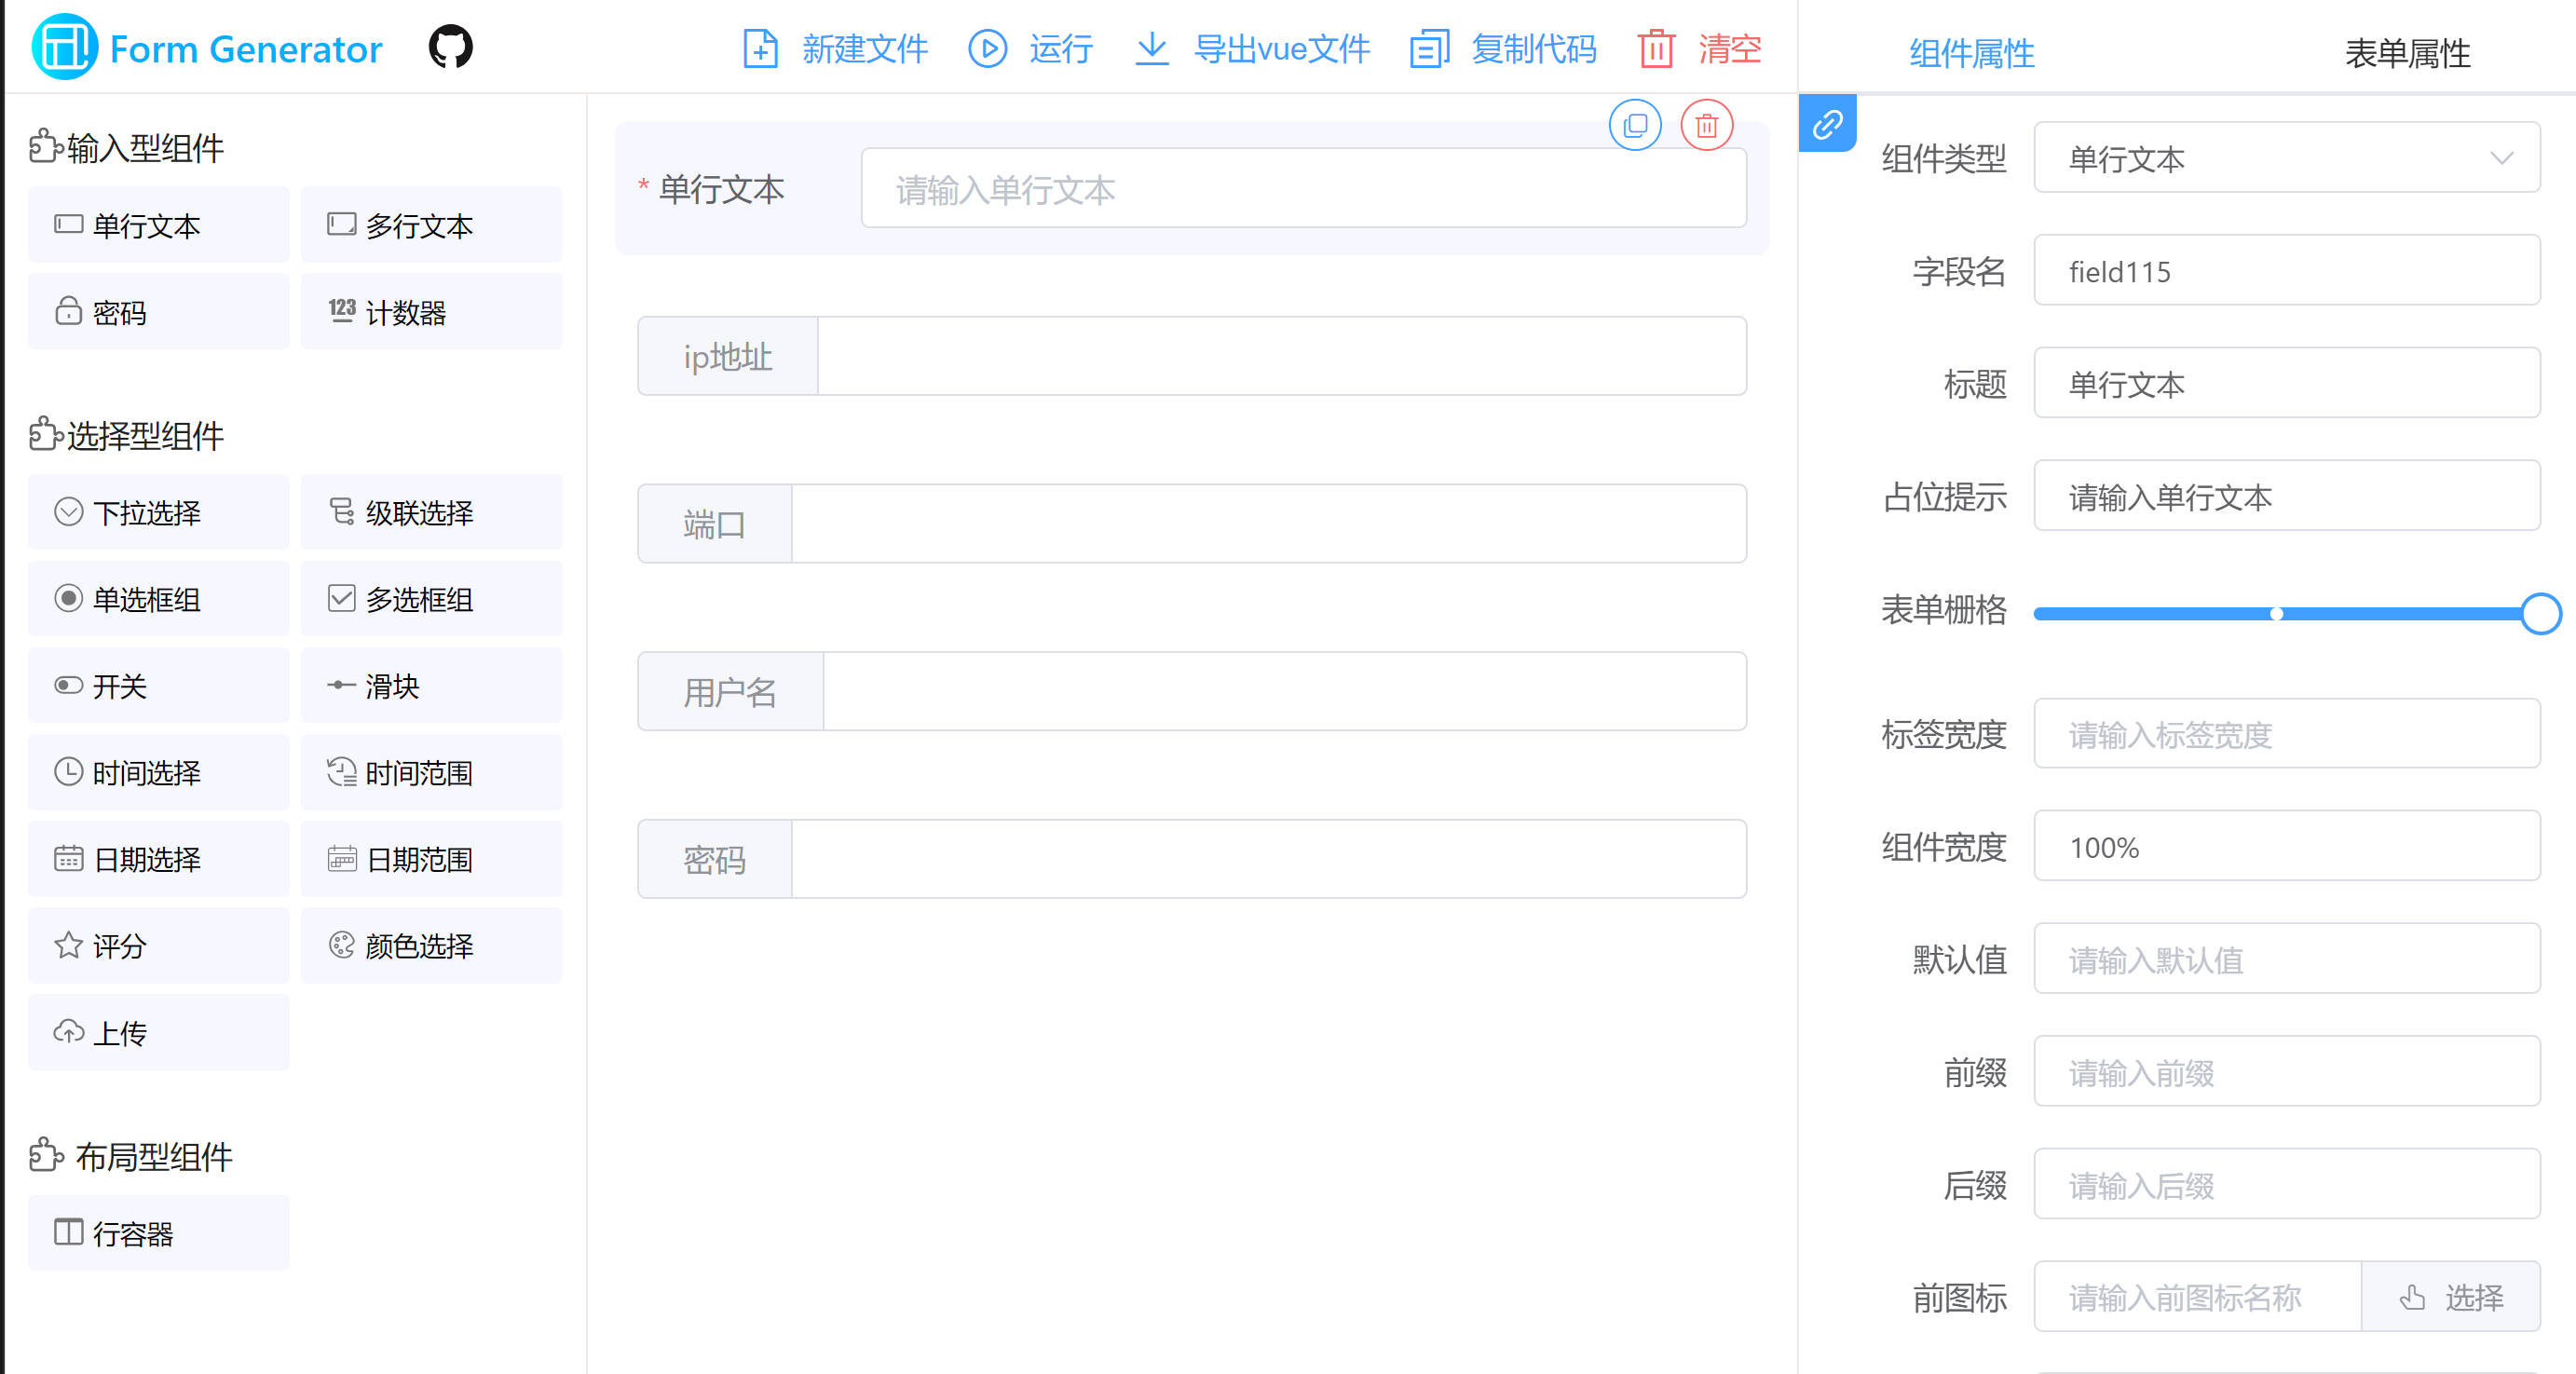 Form Generator
新建文件 运行 导出vue文件 复制代码 清空
组件属性 表单属性
输入型组件
单行文本 多行文本
密码 123 计数器
选择型组件
下拉选择 级联选择
单选框组 多选框组
开关 滑块
时间选择 时间范围
日期选择 日期范围
评分 颜色选择
上传
布局型组件
行容器
* 单行文本 请输入单行文本
ip地址
端口
用户名
密码
组件类型 单行文本
字段名 field115
标题 单行文本
占位提示 请输入单行文本
表单栅格
标签宽度 请输入标签宽度
组件宽度 100%
默认值 请输入默认值
前缀 请输入前缀
后缀 请输入后缀
前图标 请输入前图标名称 选择